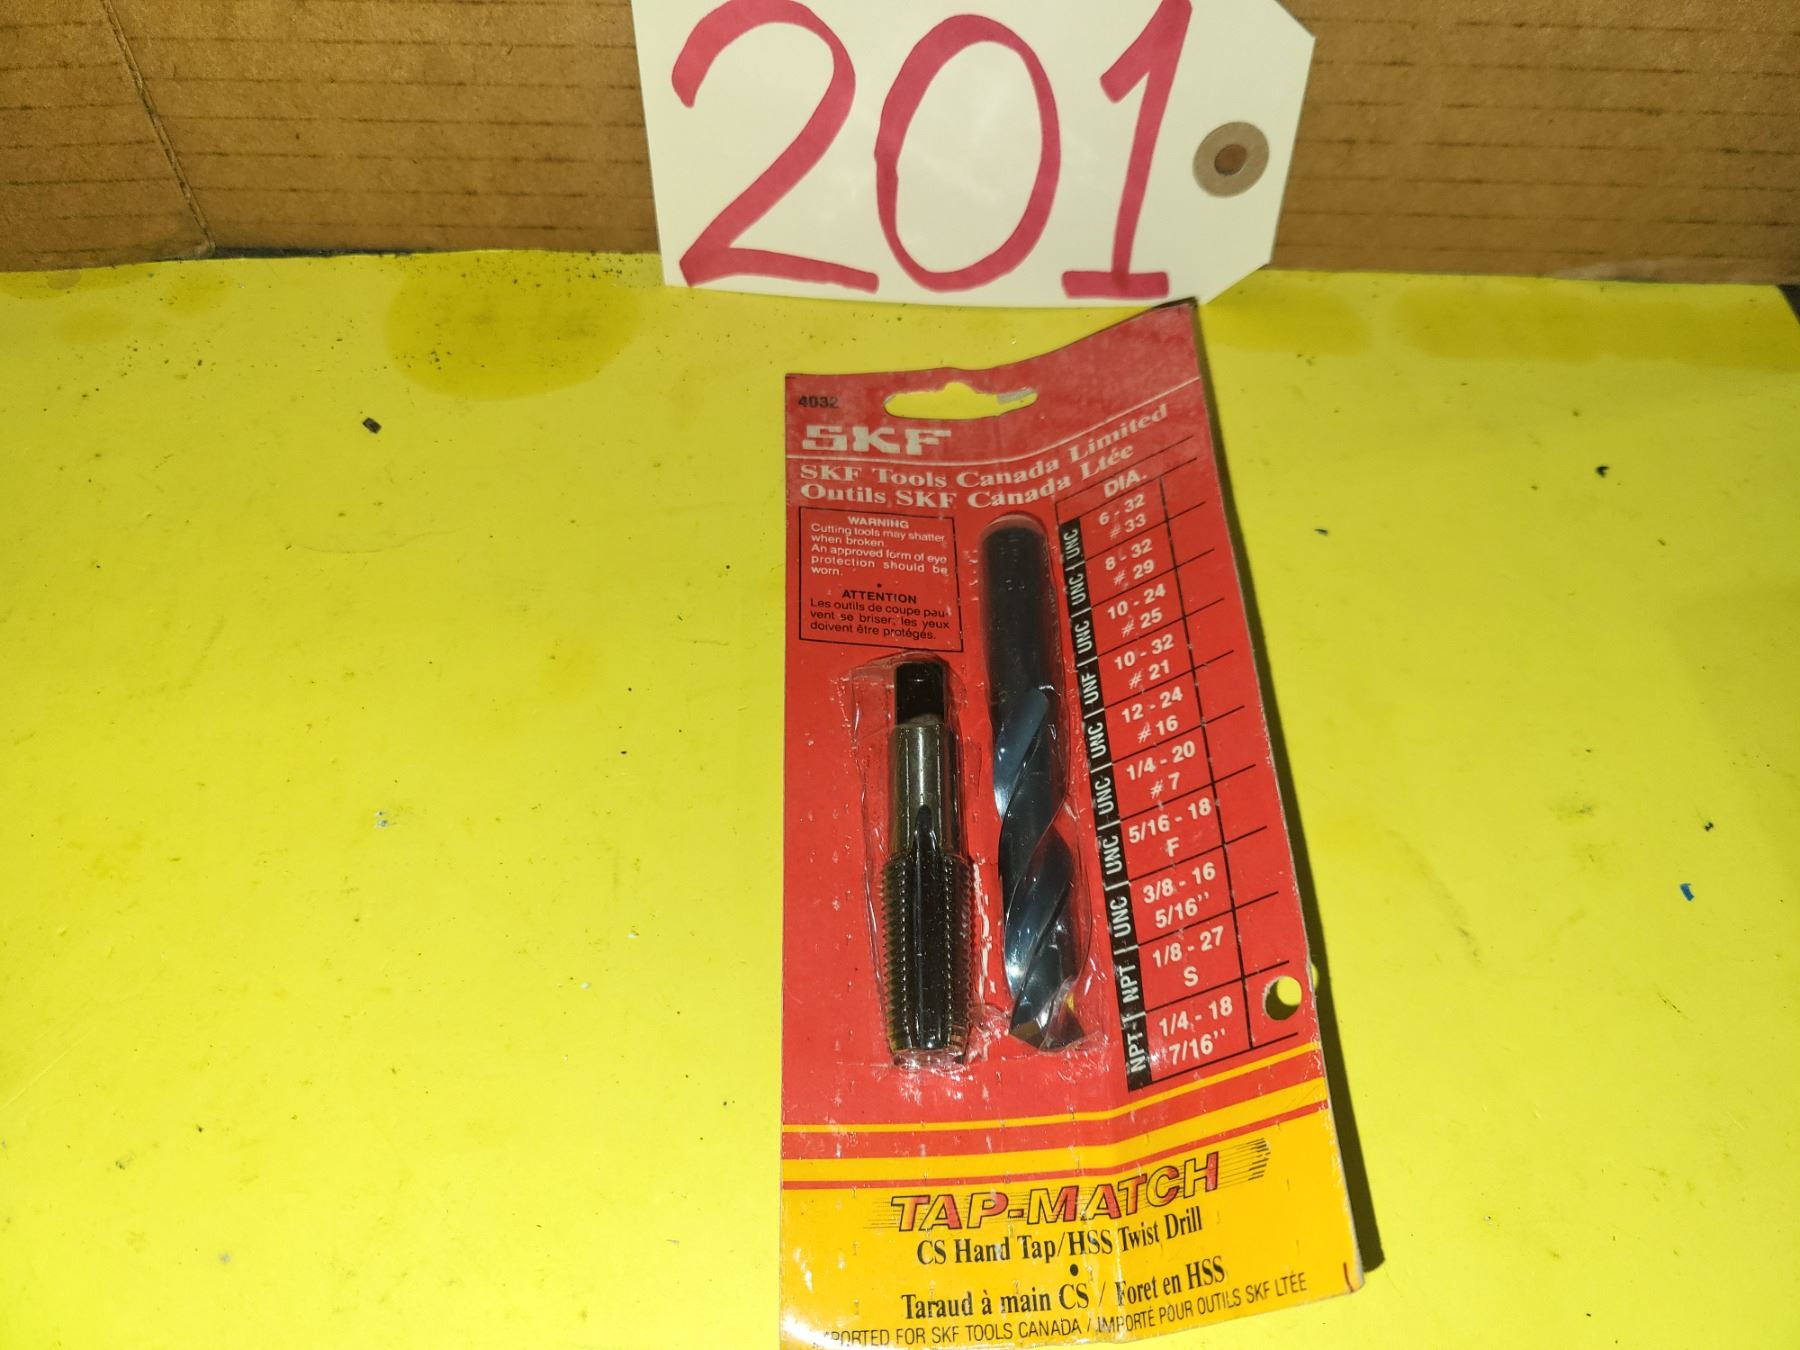 201
4032
SKF
SKF Tools Canada Limited
Outils SKF Canada Ltée
WARNING
Cutting tools may shatter
when broken.
An approved form of eye
protection should be
worn.
•
ATTENTION
Les outils de coupe peu-
vent se briser; les yeux
doivent être protégés.
DIA.
UNC 6 - 32
# 33
UNC 8 - 32
# 29
UNC 10 - 24
# 25
UNF 10 - 32
# 21
UNC 12 - 24
# 16
UNC 1/4 - 20
# 7
UNC 5/16 - 18
F
UNC 3/8 - 16
5/16"
NPT 1/8 - 27
S
NPT 1/4 - 18
7/16"
TAP-MATCH
CS Hand Tap/HSS Twist Drill
•
Taraud à main CS / Foret en HSS
FOR SKF TOOLS CANADA / IMPORTÉ POUR OUTILS SKF LTÉE